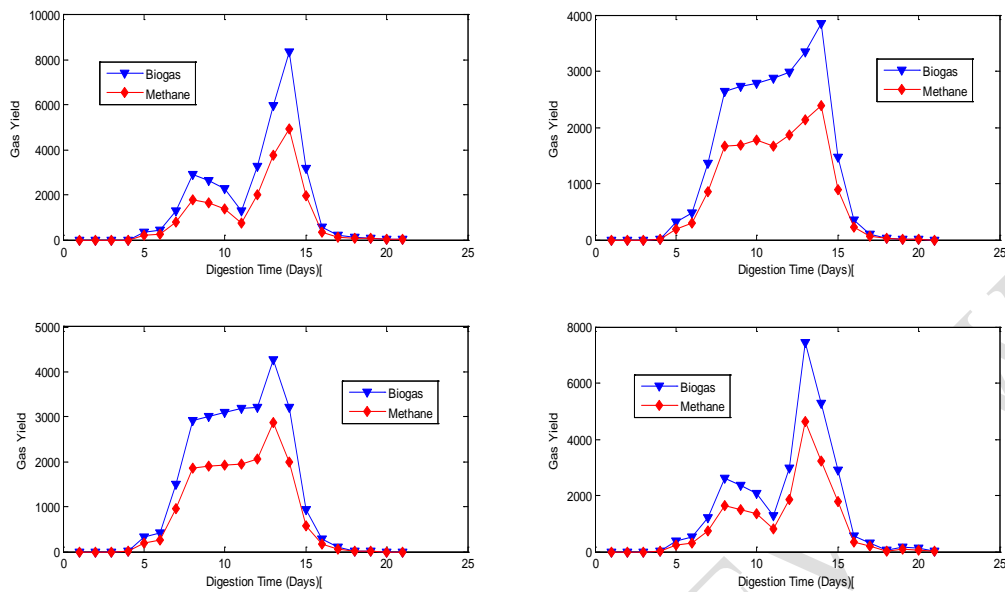 10000
8000
6000
4000
2000
0
Gas Yield
Biogas
Methane
0 5 10 15 20 25
Digestion Time (Days)[
4000
3000
2000
1000
0
Gas Yield
Biogas
Methane
0 5 10 15 20 25
Digestion Time (Days)[
5000
4000
3000
2000
1000
0
Gas Yield
Biogas
Methane
0 5 10 15 20 25
Digestion Time (Days)[
8000
6000
4000
2000
0
Gas Yield
Biogas
Methane
0 5 10 15 20 25
Digestion Time (Days)[